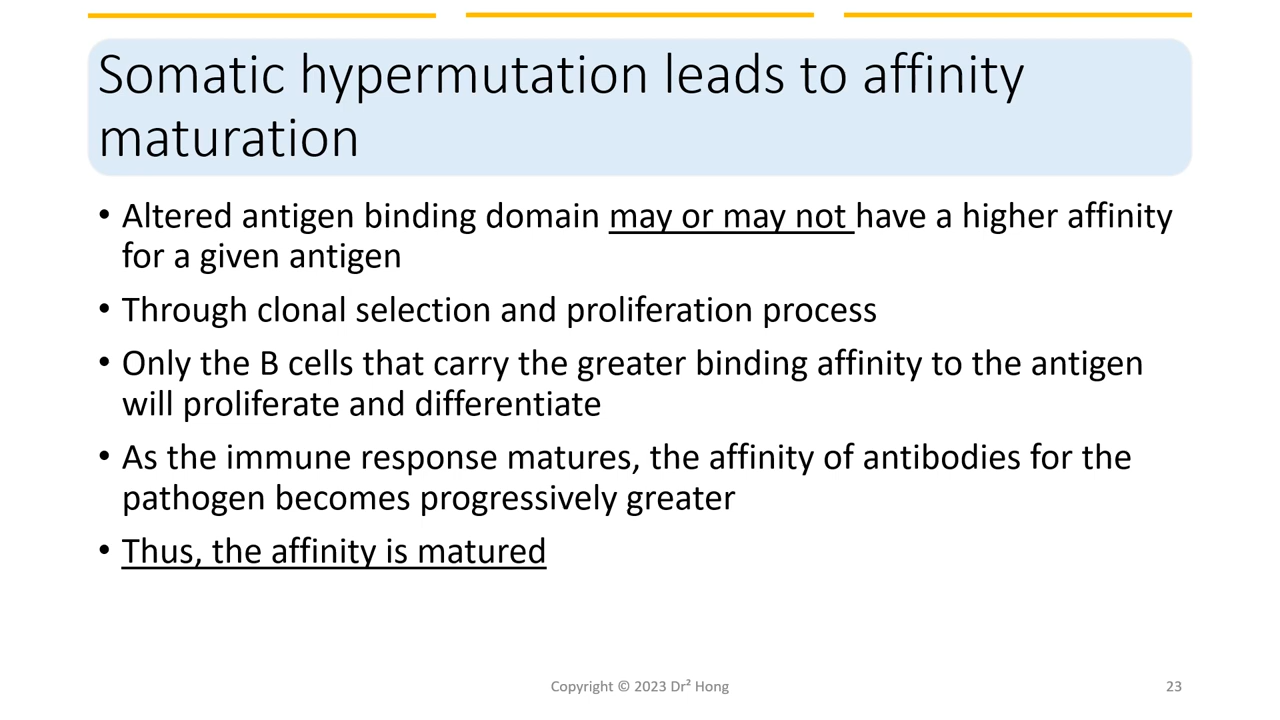 Somatic hypermutation leads to affinity
maturation
• Altered antigen binding domain may or may not have a higher affinity
for a given antigen
• Through clonal selection and proliferation process
• Only the B cells that carry the greater binding affinity to the antigen
will proliferate and differentiate
• As the immune response matures, the affinity of antibodies for the
pathogen becomes progressively greater
• Thus, the affinity is matured
Copyright © 2023 Dr² Hong
23